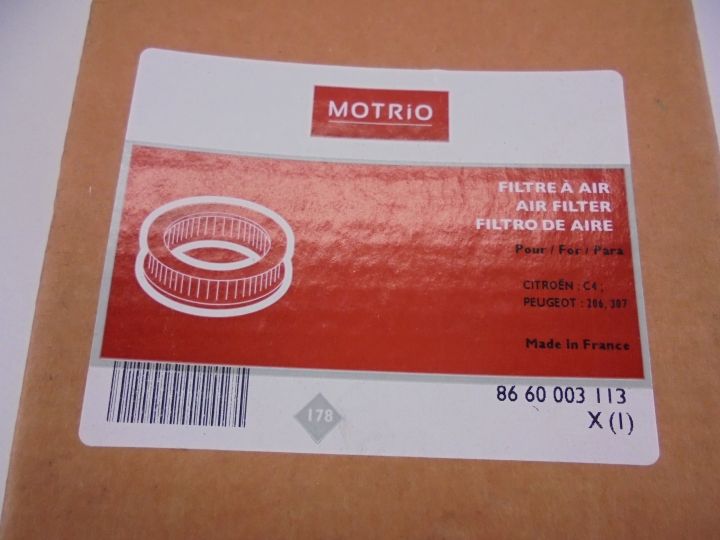 MOTRiO
FILTRE À AIR
AIR FILTER
FILTRO DE AIRE
Pour / For / Para
CITROËN : C4 ;
PEUGEOT : 206, 307
Made In France
86 60 003 113
X (1)
178